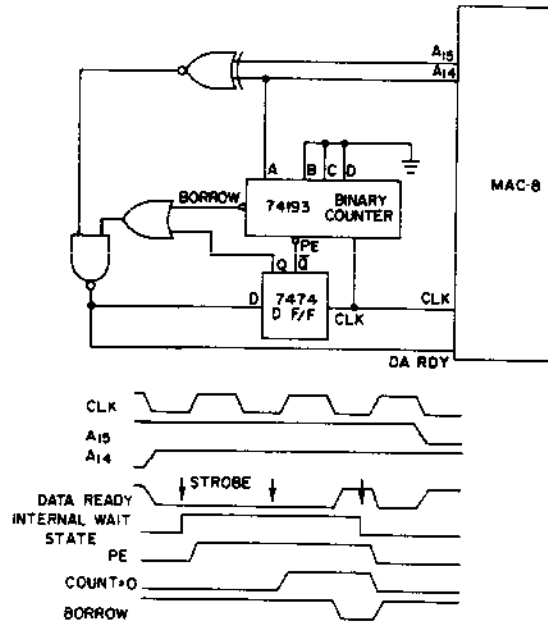 A15
A14
MAC-8
A B C D
BORROW
74193 BINARY
COUNTER
PE
Q Q
D 7474
D F/F
CLK CLK
DA RDY
CLK
A15
A14
DATA READY STROBE
INTERNAL WAIT
STATE
PE
COUNT=0
BORROW